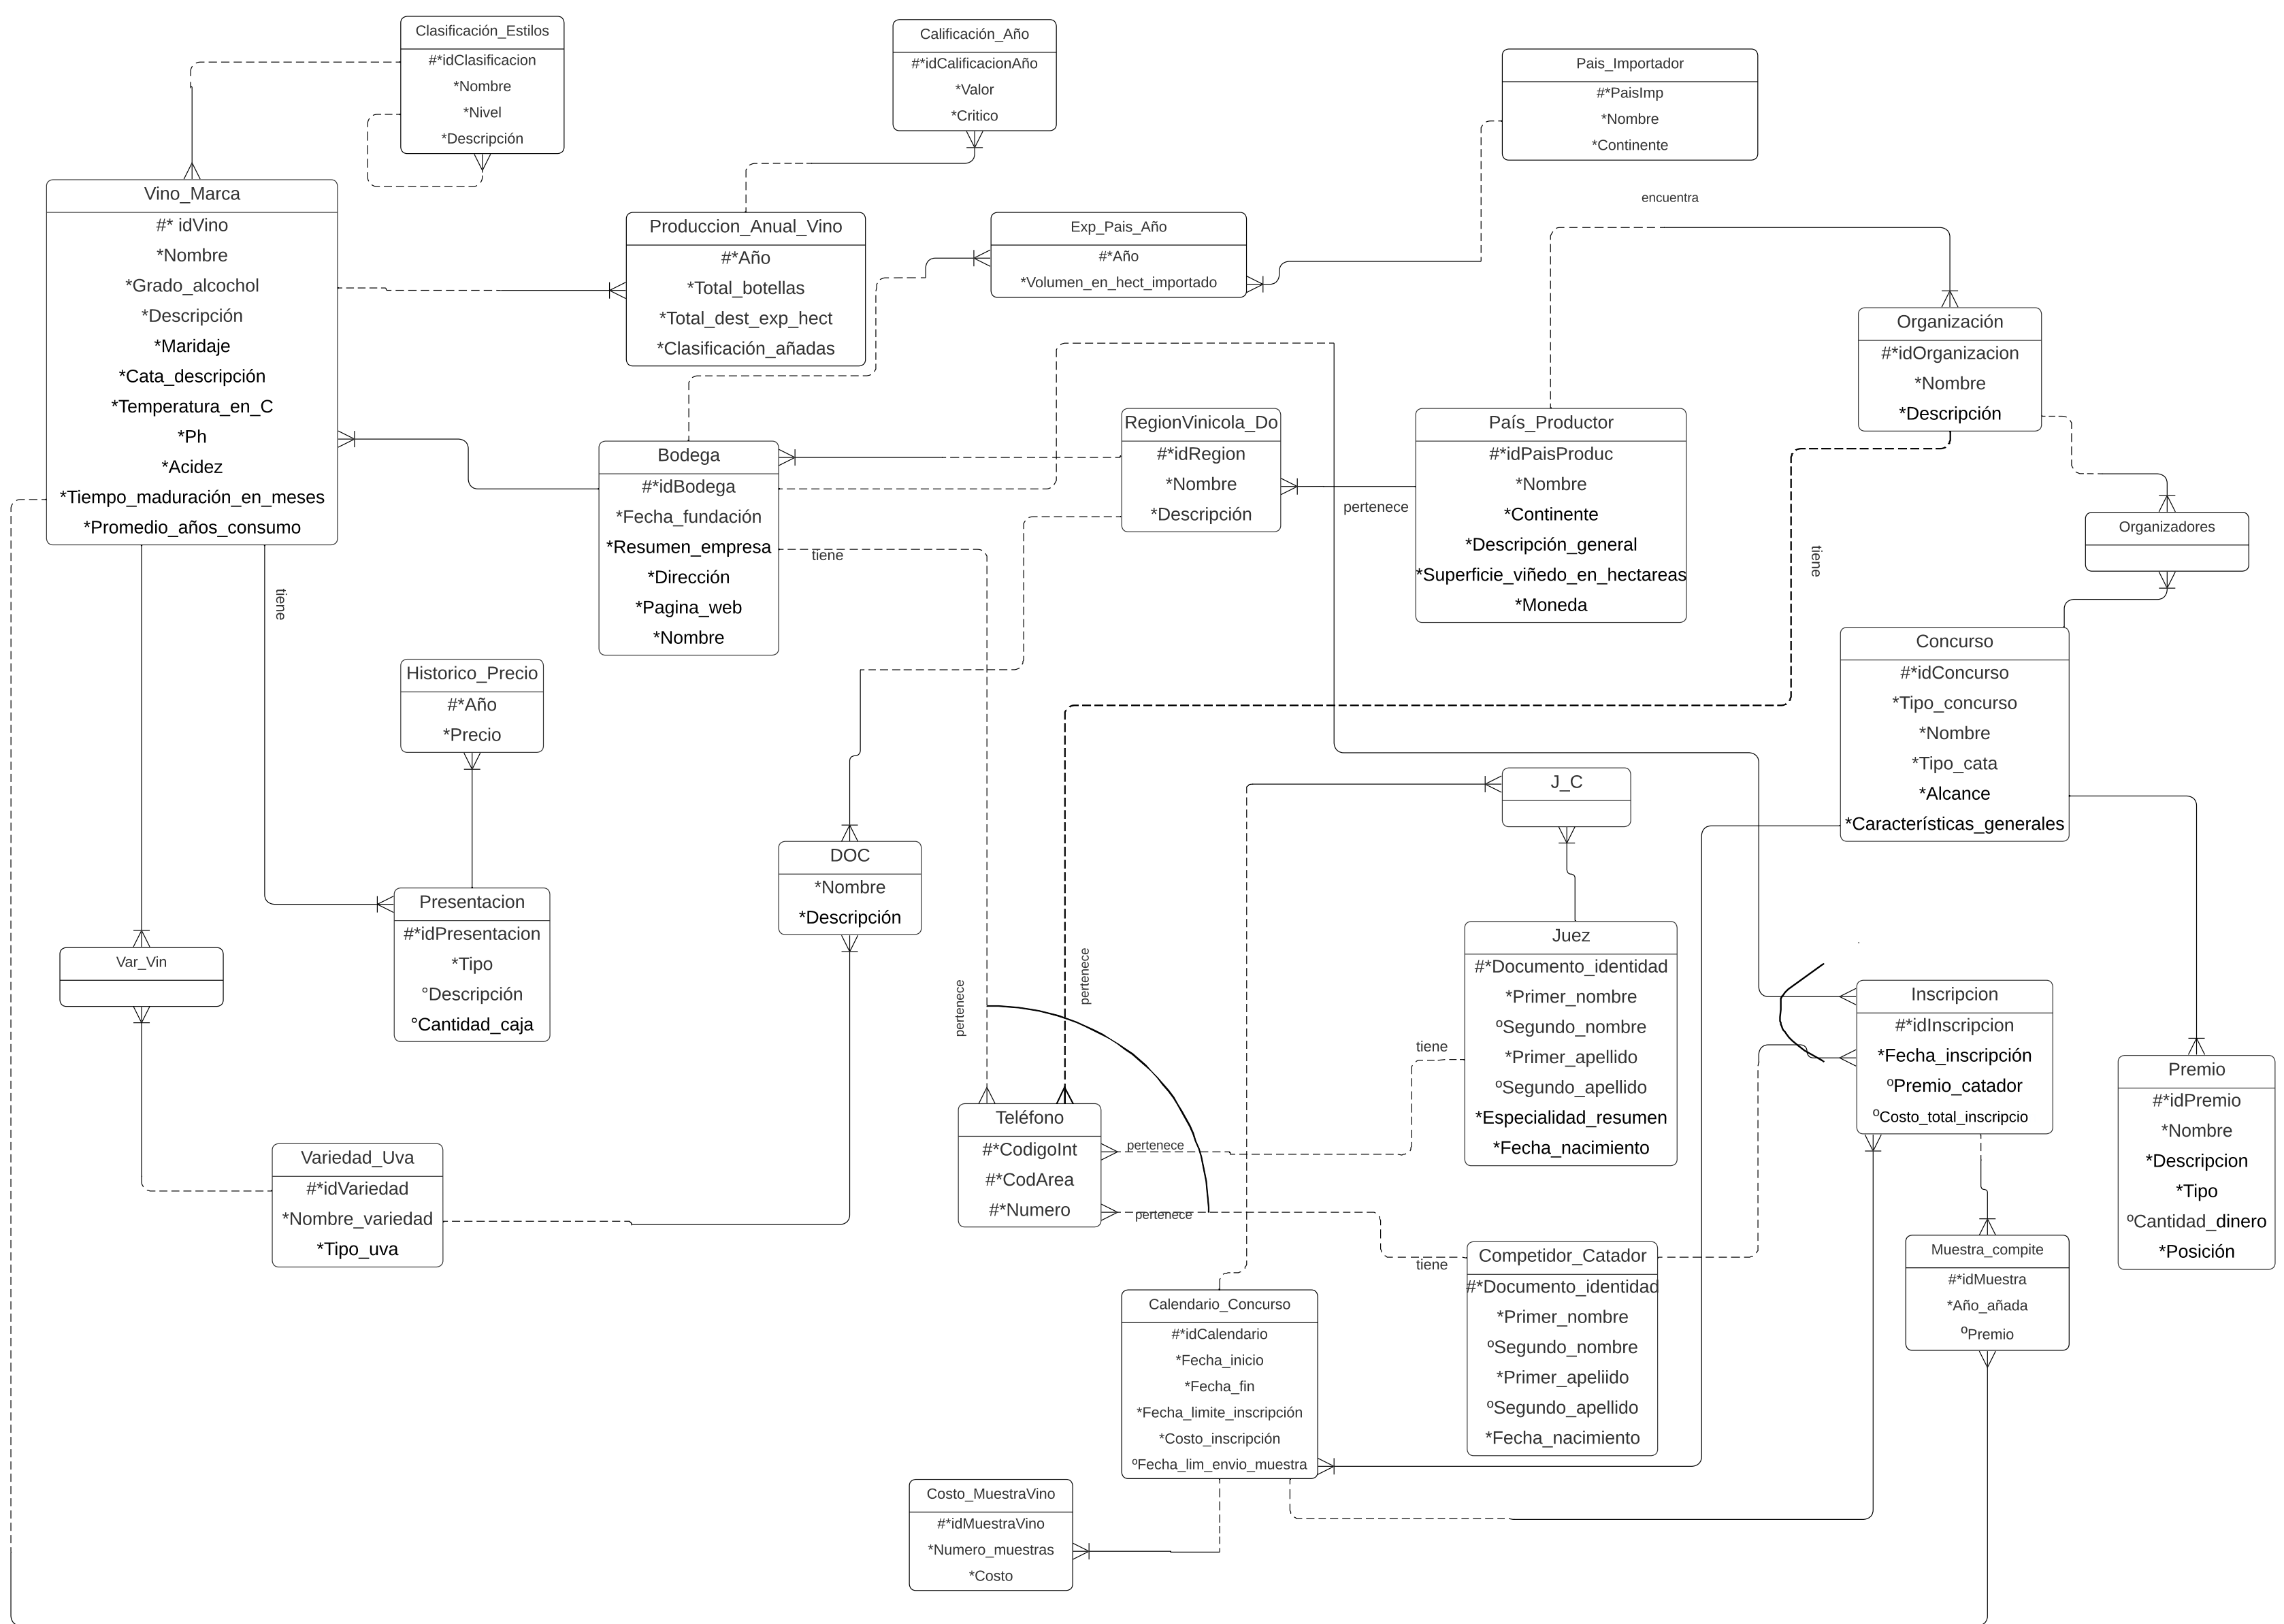 Clasificación_Estilos
#*idClasificacion
*Nombre
*Nivel
*Descripción
Calificación_Año
#*idCalificacionAño
*Valor
*Critico
Pais_Importador
#*PaisImp
*Nombre
*Continente
Vino_Marca
#* idVino
*Nombre
*Grado_alcochol
*Descripción
*Maridaje
*Cata_descripción
*Temperatura_en_C
*Ph
*Acidez
*Tiempo_maduración_en_meses
*Promedio_años_consumo
Produccion_Anual_Vino
#*Año
*Total_botellas
*Total_dest_exp_hect
*Clasificación_añadas
Exp_Pais_Año
#*Año
*Volumen_en_hect_importado
encuentra
Organización
#*idOrganizacion
*Nombre
*Descripción
Bodega
#*idBodega
*Fecha_fundación
*Resumen_empresa
*Dirección
*Pagina_web
*Nombre
tiene
RegionVinicola_Do
#*idRegion
*Nombre
*Descripción
pertenece
País_Productor
#*idPaisProduc
*Nombre
*Continente
*Descripción_general
*Superficie_viñedo_en_hectareas
*Moneda
tiene
Organizadores
Concurso
#*idConcurso
*Tipo_concurso
*Nombre
*Tipo_cata
*Alcance
*Características_generales
tiene
Historico_Precio
#*Año
*Precio
J_C
DOC
*Nombre
*Descripción
Presentacion
#*idPresentacion
*Tipo
°Descripción
°Cantidad_caja
Var_Vin
pertenece
pertenece
Juez
#*Documento_identidad
*Primer_nombre
ºSegundo_nombre
*Primer_apellido
ºSegundo_apellido
*Especialidad_resumen
*Fecha_nacimiento
tiene
Inscripcion
#*idInscripcion
*Fecha_inscripción
ºPremio_catador
ºCosto_total_inscripcio
Premio
#*idPremio
*Nombre
*Descripcion
*Tipo
ºCantidad_dinero
*Posición
Teléfono
#*CodigoInt
#*CodArea
#*Numero
pertenece
pertenece
Variedad_Uva
#*idVariedad
*Nombre_variedad
*Tipo_uva
tiene
Competidor_Catador
#*Documento_identidad
*Primer_nombre
ºSegundo_nombre
*Primer_apeliido
ºSegundo_apellido
*Fecha_nacimiento
Muestra_compite
#*idMuestra
*Año_añada
ºPremio
Calendario_Concurso
#*idCalendario
*Fecha_inicio
*Fecha_fin
*Fecha_limite_inscripción
*Costo_inscripción
ºFecha_lim_envio_muestra
Costo_MuestraVino
#*idMuestraVino
*Numero_muestras
*Costo